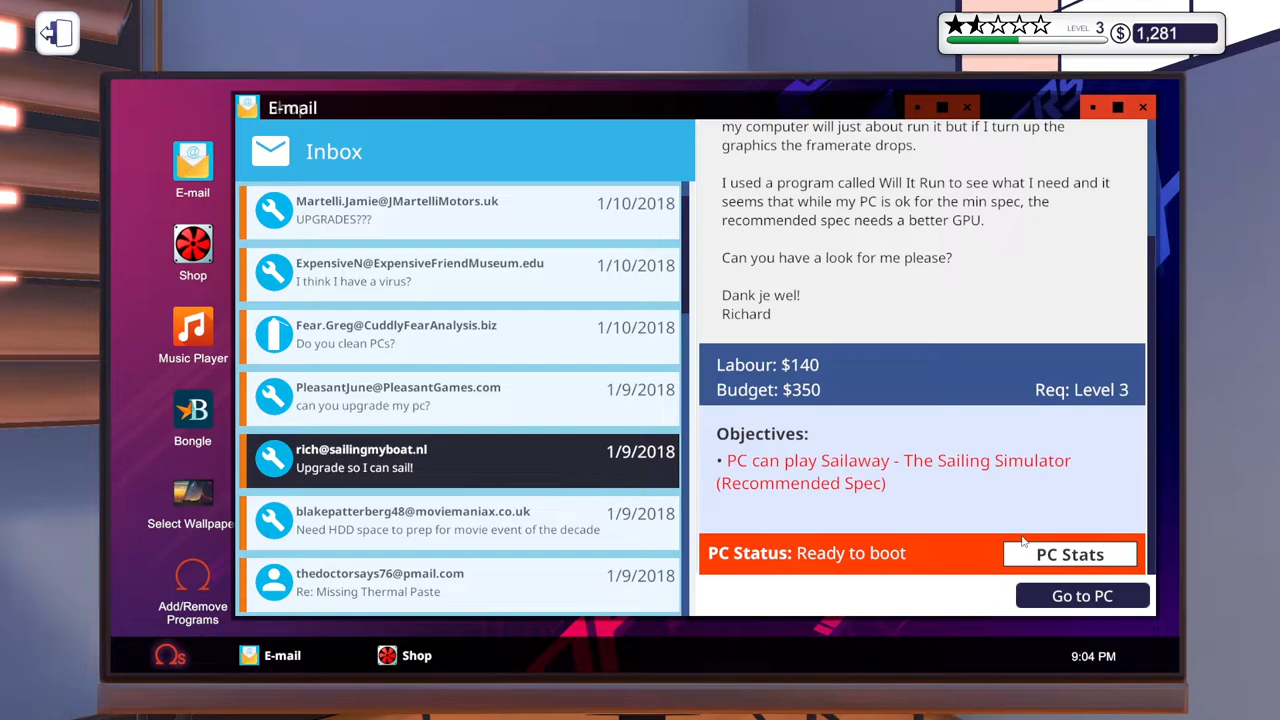 LEVEL 3 $ 1,281
E-mail
Inbox
E-mail
Shop
Music Player
Bongle
Select Wallpape
Add/Remove
Programs
Martelli.Jamie@JMartelliMotors.uk 1/10/2018
UPGRADES???
ExpensiveN@ExpensiveFriendMuseum.edu 1/10/2018
I think I have a virus?
Fear.Greg@CuddlyFearAnalysis.biz 1/10/2018
Do you clean PCs?
PleasantJune@PleasantGames.com 1/9/2018
can you upgrade my pc?
rich@sailingmyboat.nl 1/9/2018
Upgrade so I can sail!
blakepatterberg48@moviemaniax.co.uk 1/9/2018
Need HDD space to prep for movie event of the decade
thedoctorsays76@pmail.com 1/9/2018
Re: Missing Thermal Paste
my computer will just about run it but if I turn up the
graphics the framerate drops.
I used a program called Will It Run to see what I need and it
seems that while my PC is ok for the min spec, the
recommended spec needs a better GPU.
Can you have a look for me please?
Dank je wel!
Richard
Labour: $140
Budget: $350 Req: Level 3
Objectives:
• PC can play Sailaway - The Sailing Simulator
(Recommended Spec)
PC Status: Ready to boot PC Stats
Go to PC
E-mail Shop 9:04 PM